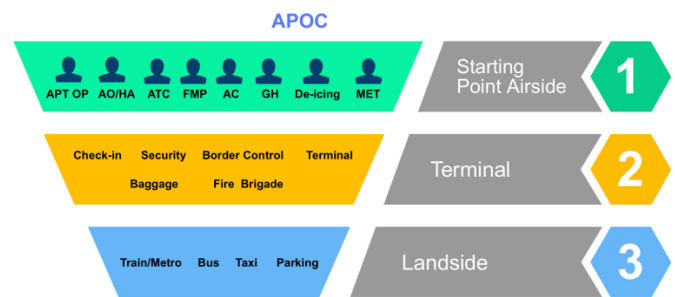 APOC
APT OP AO/HA ATC FMP AC GH De-icing MET
Starting
Point Airside
1
Check-in Security Border Control Terminal
Baggage Fire Brigade
Terminal
2
Train/Metro Bus Taxi Parking
Landside
3